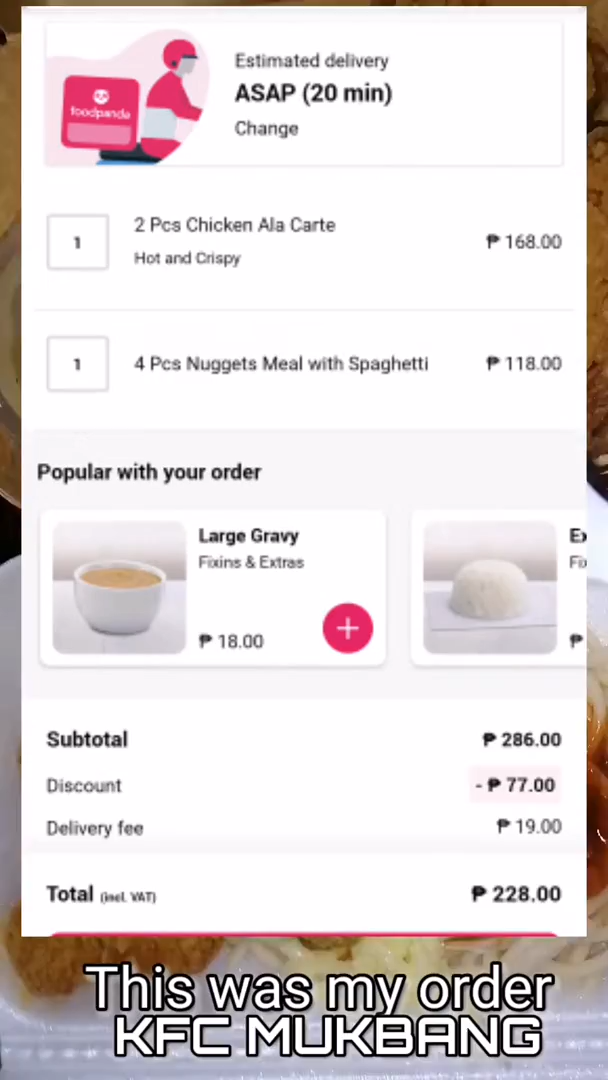 Estimated delivery
ASAP (20 min)
Change
foodpanda
1 2 Pcs Chicken Ala Carte ₱ 168.00
Hot and Crispy
1 4 Pcs Nuggets Meal with Spaghetti ₱ 118.00
Popular with your order
Large Gravy
Fixins & Extras
₱ 18.00
Ex
Fix
₱
Subtotal ₱ 286.00
Discount - ₱ 77.00
Delivery fee ₱ 19.00
Total (incl. VAT) ₱ 228.00
This was my order
KFC MUKBANG